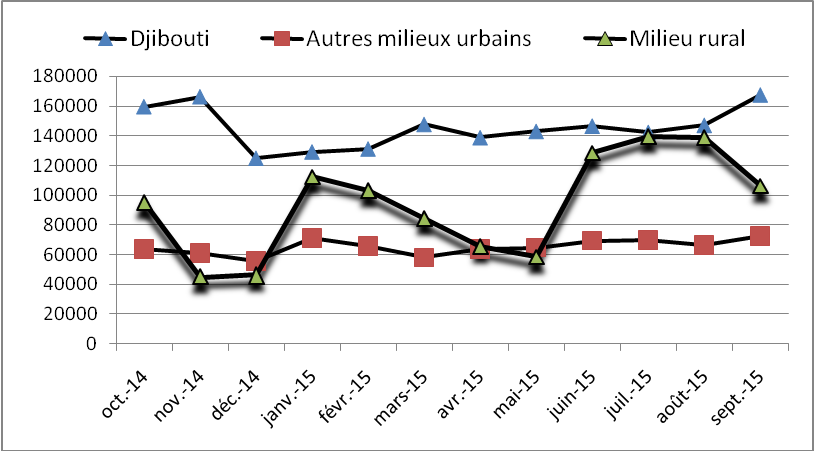 Djibouti Autres milieux urbains Milieu rural
180000
160000
140000
120000
100000
80000
60000
40000
20000
0
oct.-14
nov.-14
déc.-14
janv.-15
févr.-15
mars-15
avr.-15
mai-15
juin-15
juil.-15
août-15
sept.-15